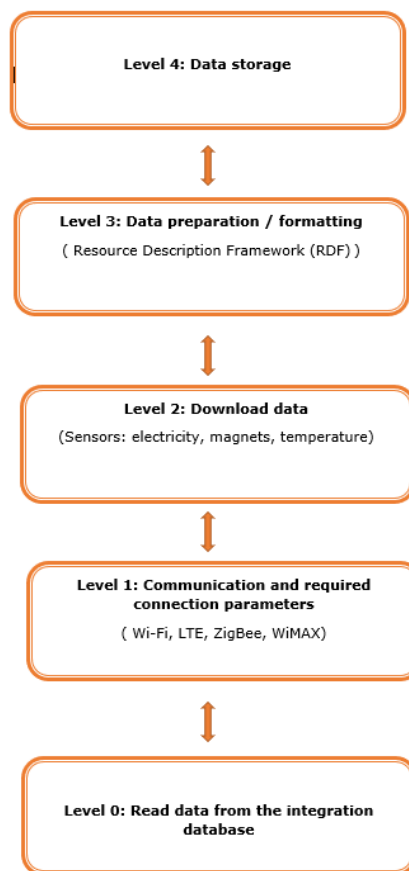 Level 4: Data storage
Level 3: Data preparation / formatting
( Resource Description Framework (RDF) )
Level 2: Download data
(Sensors: electricity, magnets, temperature)
Level 1: Communication and required
connection parameters
( Wi-Fi, LTE, ZigBee, WiMAX)
Level 0: Read data from the integration
database